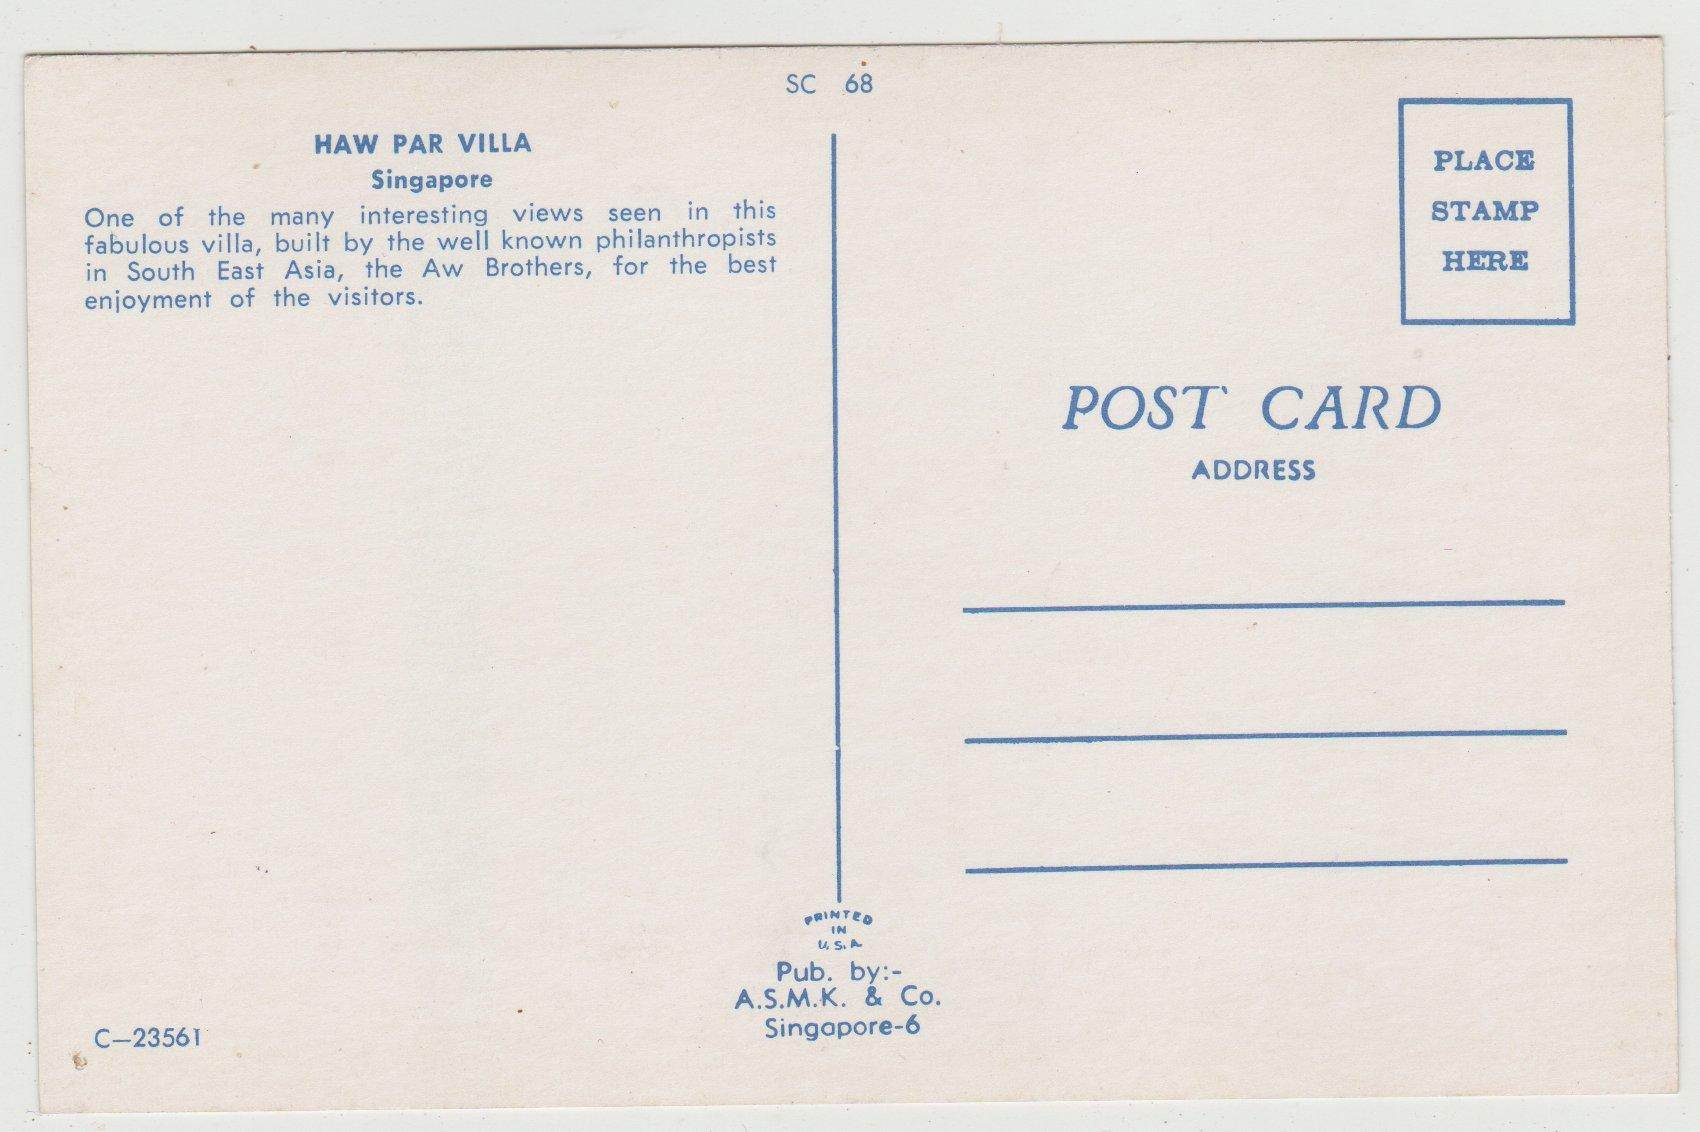 SC 68
HAW PAR VILLA
Singapore
One of the many interesting views seen in this
fabulous villa, built by the well known philanthropists
in South East Asia, the Aw Brothers, for the best
enjoyment of the visitors.
PLACE
STAMP
HERE
POST CARD
ADDRESS
PRINTED
IN
U.S.A.
Pub. by:-
A.S.M.K. & Co.
Singapore-6
C—23561